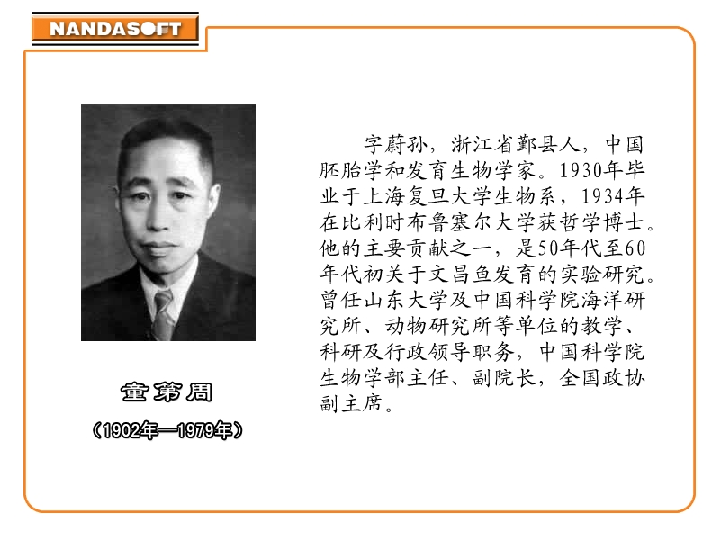 NANDASOFT
字蔚孙，浙江省鄞县人，中国
胚胎学和发育生物学家。1930年毕
业于上海复旦大学生物系，1934年
在比利时布鲁塞尔大学获哲学博士。
他的主要贡献之一，是50年代至60
年代初关于文昌鱼发育的实验研究。
曾任山东大学及中国科学院海洋研
究所、动物研究所等单位的教学、
科研及行政领导职务，中国科学院
生物学部主任、副院长，全国政协
副主席。
童第周
（1902年—1979年）